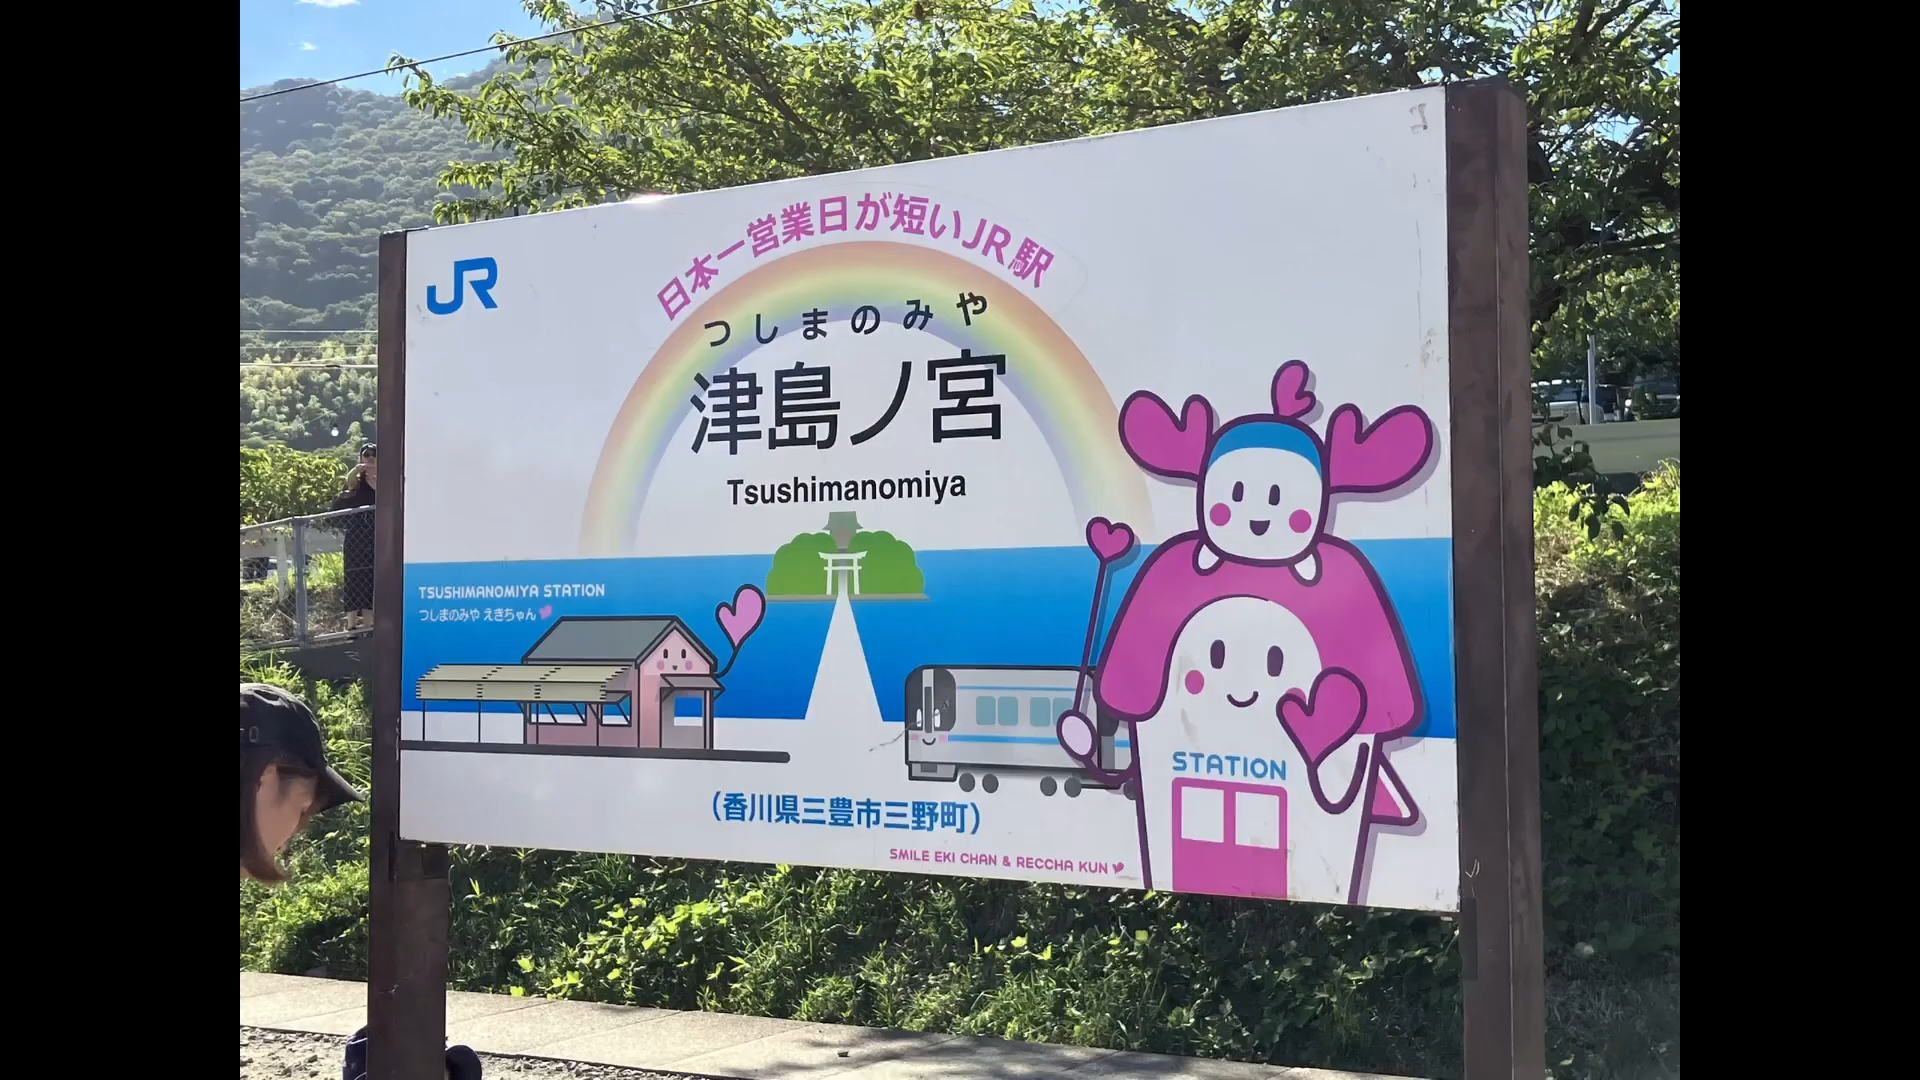 JR
日本一営業日が短いJR駅
つしまのみや
津島ノ宮
Tsushimanomiya
TSUSHIMANOMIYA STATION
つしまのみや えきちゃん
STATION
(香川県三豊市三野町)
SMILE EKI CHAN & RECCHA KUN